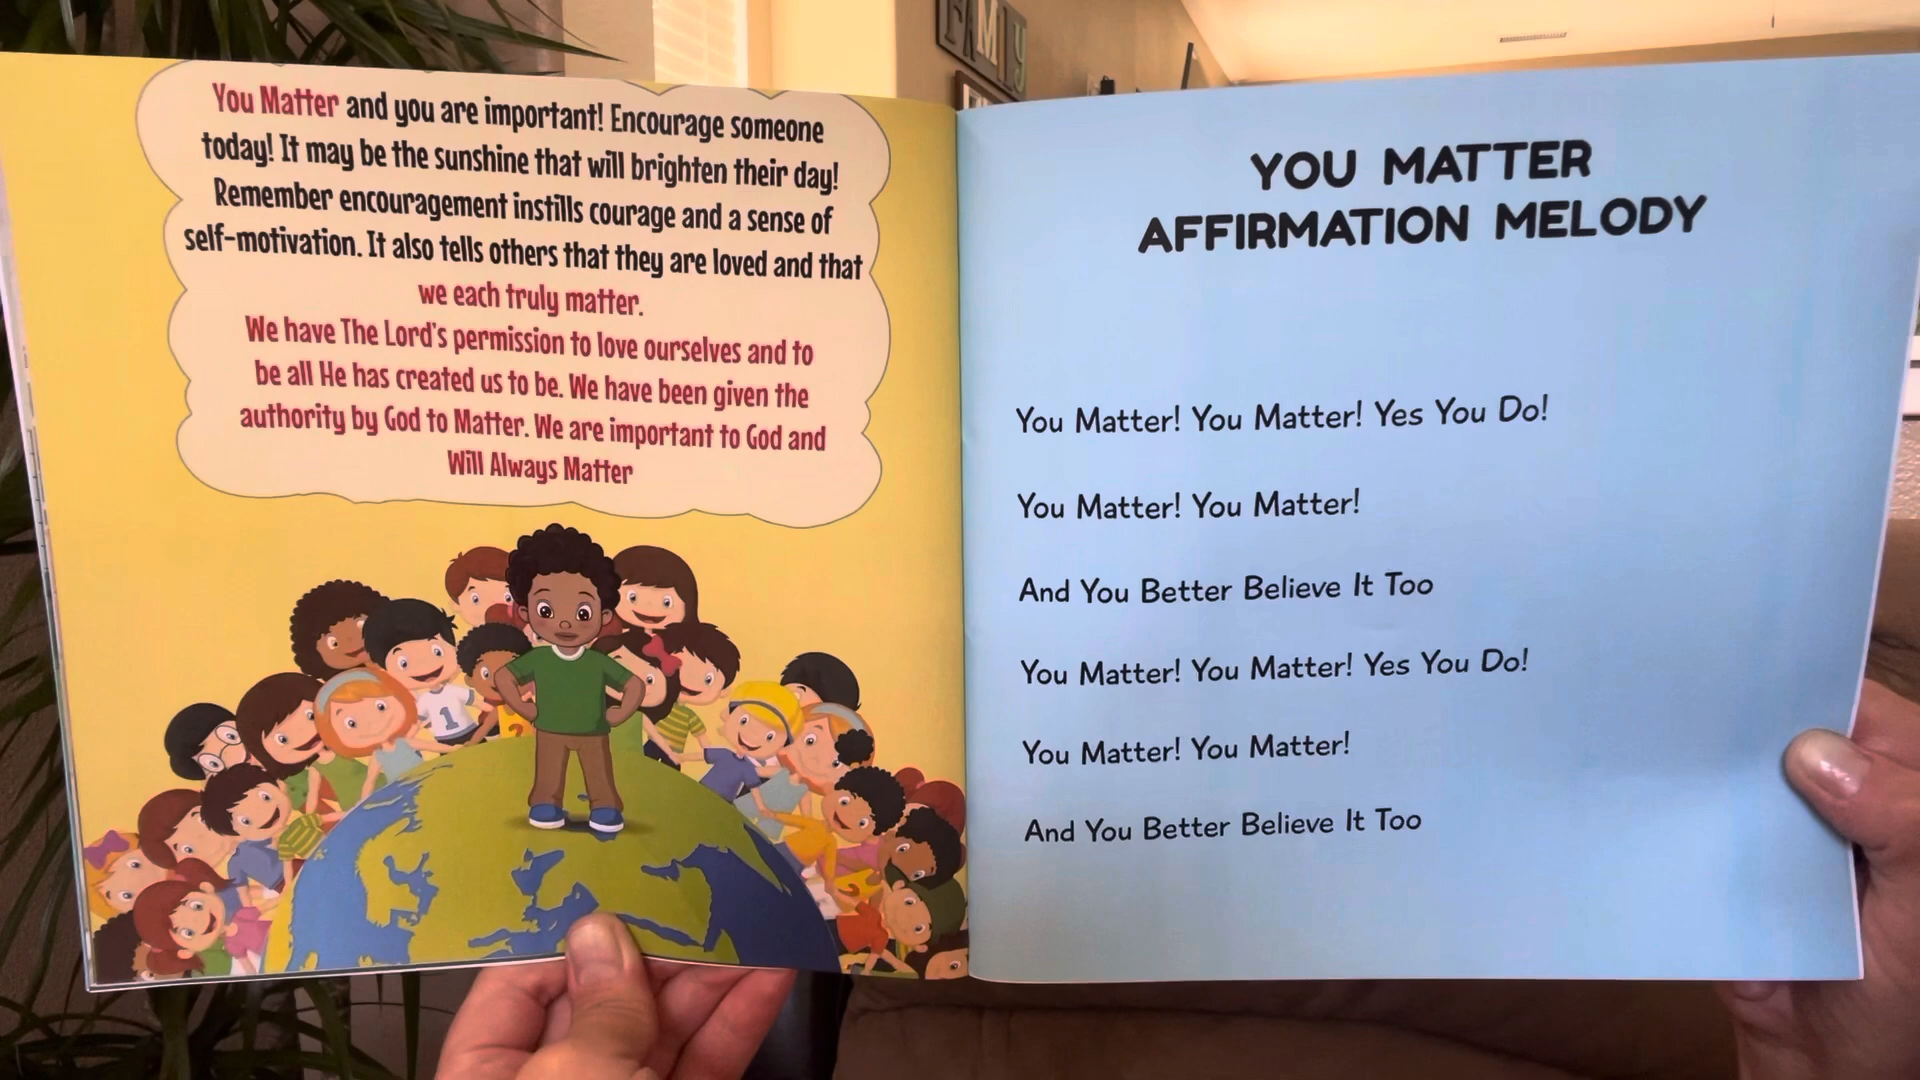 FAMILY
You Matter and you are important! Encourage someone
today! It may be the sunshine that will brighten their day!
Remember encouragement instills courage and a sense of
self-motivation. It also tells others that they are loved and that
we each truly matter.
We have The Lord's permission to love ourselves and to
be all He has created us to be. We have been given the
authority by God to Matter. We are important to God and
Will Always Matter
1
2
2
YOU MATTER
AFFIRMATION MELODY
You Matter! You Matter! Yes You Do!
You Matter! You Matter!
And You Better Believe It Too
You Matter! You Matter! Yes You Do!
You Matter! You Matter!
And You Better Believe It Too